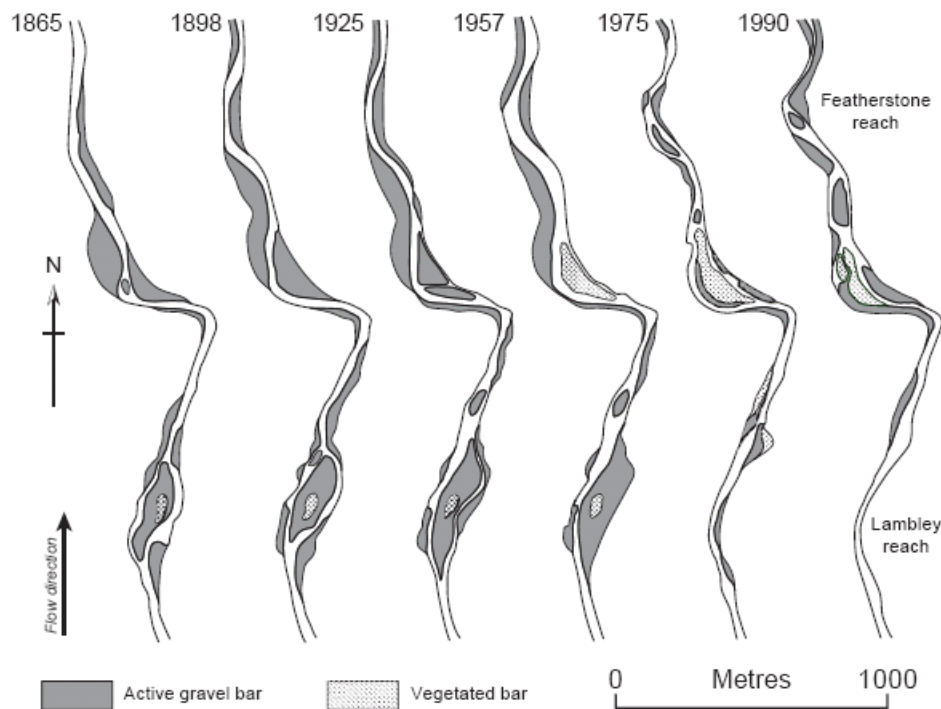 1865
1898
1925
1957
1975
1990
Featherstone
reach
N
Flow direction
Lambley
reach
Active gravel bar
Vegetated bar
0 Metres 1000